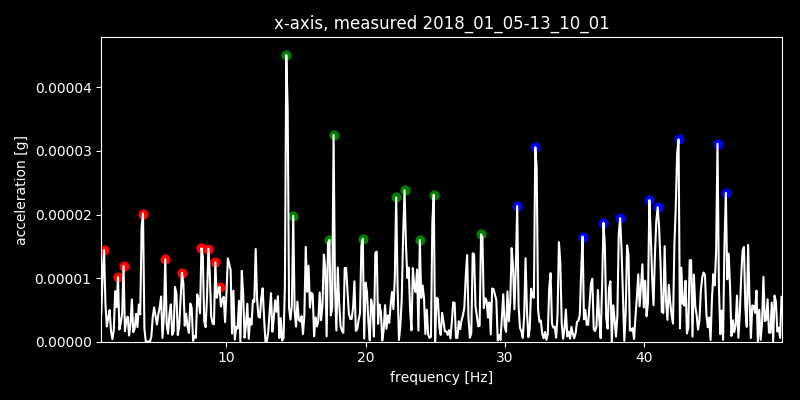 x-axis, measured 2018_01_05-13_10_01
acceleration [g]
0.00004
0.00003
0.00002
0.00001
0.00000
10 20 30 40
frequency [Hz]